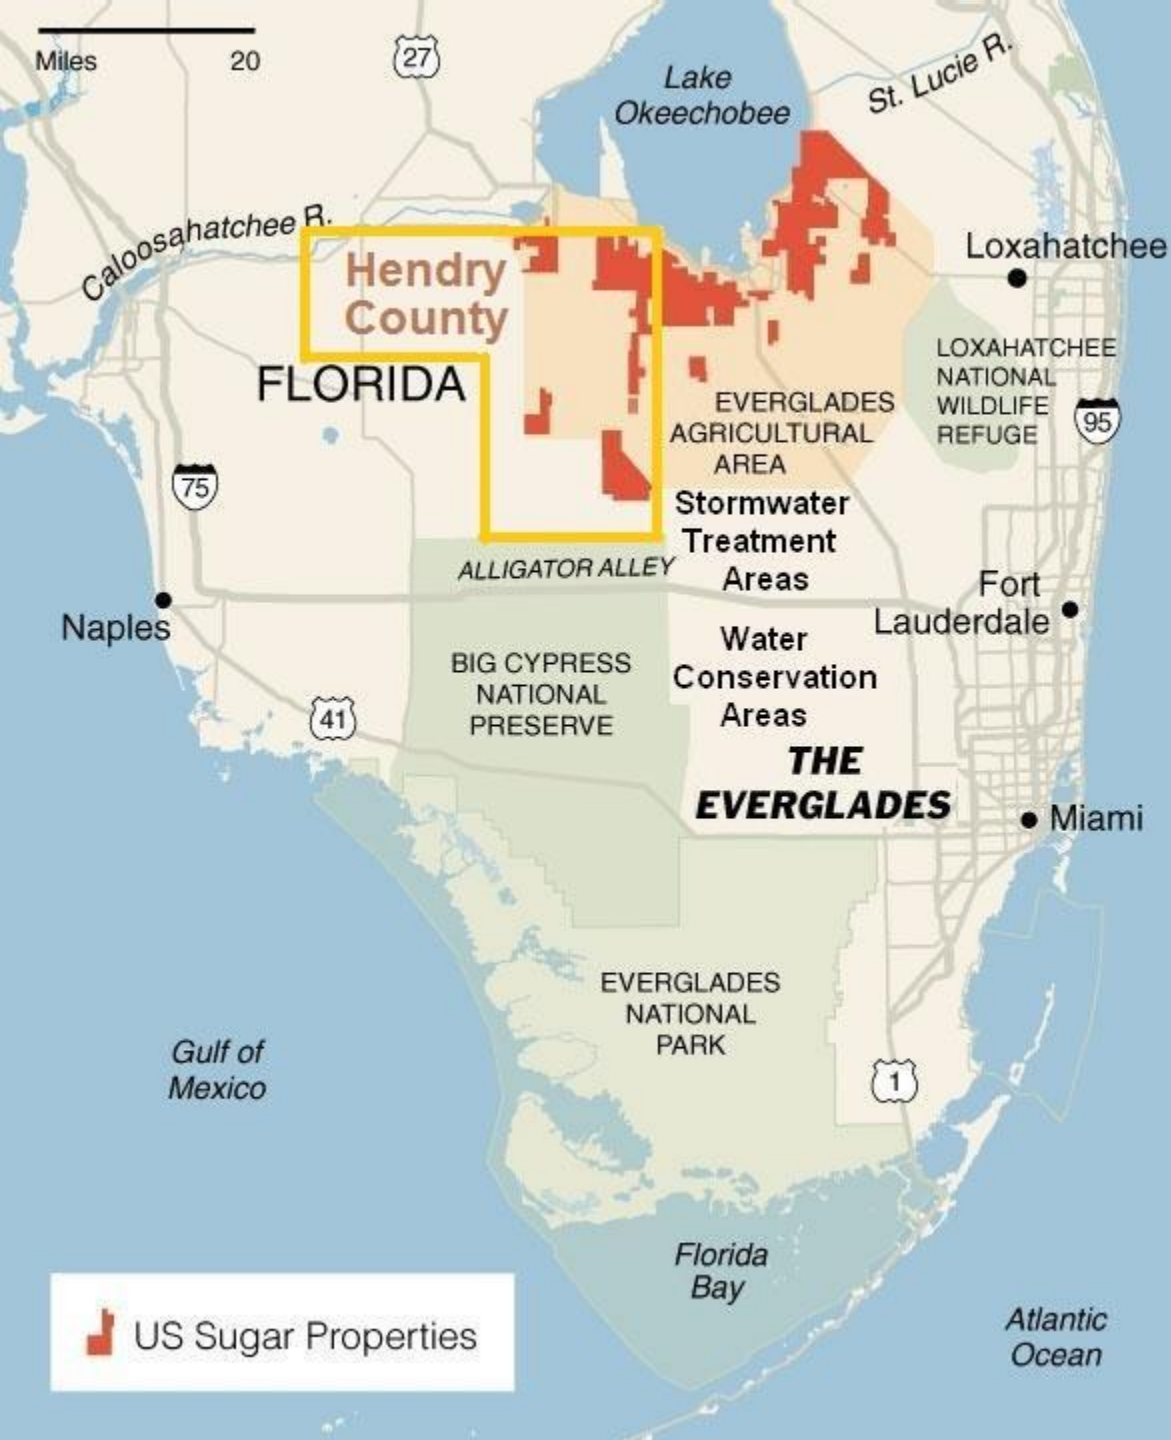 Miles 20
27
Lake
Okeechobee
St. Lucie R.
Caloosahatchee R.
Loxahatchee
Hendry
County
FLORIDA
LOXAHATCHEE
NATIONAL
WILDLIFE
REFUGE
95
EVERGLADES
AGRICULTURAL
AREA
75
Stormwater
Treatment
Areas
ALLIGATOR ALLEY
Fort
Lauderdale
Naples
Water
Conservation
Areas
BIG CYPRESS
NATIONAL
PRESERVE
41
THE
EVERGLADES
Miami
EVERGLADES
NATIONAL
PARK
Gulf of
Mexico
1
Florida
Bay
US Sugar Properties
Atlantic
Ocean